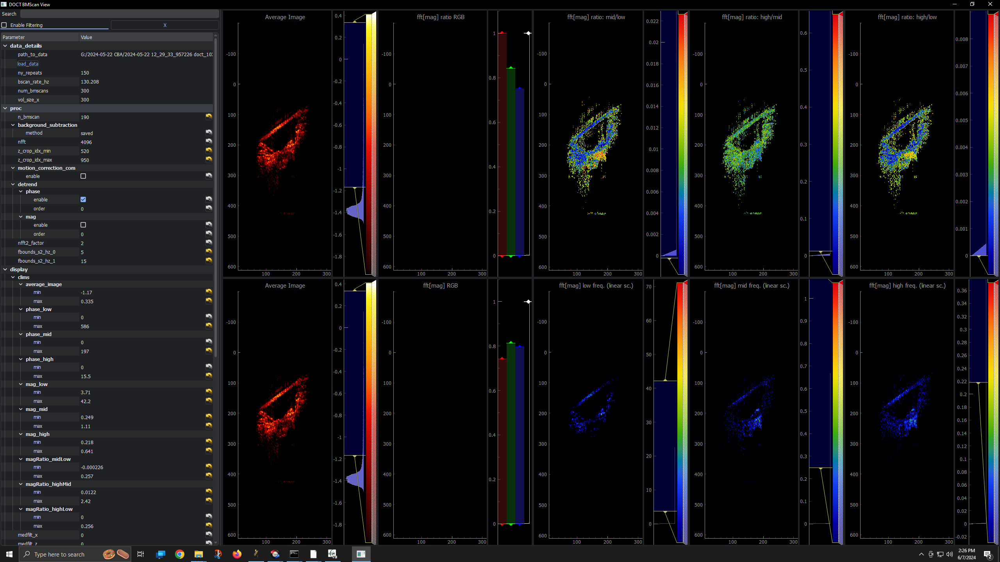 DOCT BMScan View
Search
Enable Filtering
X
Parameter Value
data_details
path_to_data G:/2024-05-22 CBA/2024-05-22 12_29_33_957226 doct_10X
load_data
ny_repeats 150
bscan_rate_hz 130.208
num_bmscans 300
vol_size_x 300
proc
n_bmscan 190
background_subtraction
method saved
nfft 4096
z_crop_idx_min 520
z_crop_idx_max 950
motion_correction_com
enable
detrend
phase
enable
order 0
mag
enable
order 0
nfft2_factor 2
fbounds_s2_hz_0 5
fbounds_s2_hz_1 15
display
clims
average_image
min -1.17
max 0.335
phase_low
min 0
max 586
phase_mid
min 0
max 197
phase_high
min 0
max 15.5
mag_low
min 3.71
max 42.2
mag_mid
min 0.249
max 1.11
mag_high
min 0.218
max 0.641
magRatio_midLow
min -0.000226
max 0.257
magRatio_highMid
min 0.0122
max 2.42
magRatio_highLow
min 0
max 0.256
medfilt_x 0
medfilt_z 0
Average Image
-100
0
100
200
300
400
500
600
100 200 300
0.4
0.2
0
-0.2
-0.4
-0.6
-0.8
-1
-1.2
-1.4
-1.6
-1.8
fft[mag] ratio RGB
-100
0
100
200
300
400
500
600
100 200 300
1
0.8
0.6
0.4
0.2
0
fft[mag] ratio: mid/low
-100
0
100
200
300
400
500
600
100 200 300
0.022
0.02
0.018
0.016
0.014
0.012
0.01
0.008
0.006
0.004
0.002
0
fft[mag] ratio: high/mid
-100
0
100
200
300
400
500
600
100 200 300
0.6
0.5
0.4
0.3
0.2
0.1
0
fft[mag] ratio: high/low
-100
0
100
200
300
400
500
600
100 200 300
0.008
0.007
0.006
0.005
0.004
0.003
0.002
0.001
0
Average Image
-100
0
100
200
300
400
500
600
100 200 300
0.4
0.2
0
-0.2
-0.4
-0.6
-0.8
-1
-1.2
-1.4
-1.6
-1.8
fft[mag] RGB
-100
0
100
200
300
400
500
600
100 200 300
1
0.8
0.6
0.4
0.2
0
fft[mag] low freq. (linear sc.)
-100
0
100
200
300
400
500
600
100 200 300
70
60
50
40
30
20
10
0
fft[mag] mid freq. (linear sc.)
-100
0
100
200
300
400
500
600
100 200 300
1
0.9
0.8
0.7
0.6
0.5
0.4
0.3
0.2
0.1
0
fft[mag] high freq. (linear sc.)
-100
0
100
200
300
400
500
600
100 200 300
0.36
0.34
0.32
0.3
0.28
0.26
0.24
0.22
0.2
0.18
0.16
0.14
0.12
0.1
0.08
0.06
0.04
0.02
0
-0.02
Type here to search
2:26 PM
6/7/2024
2